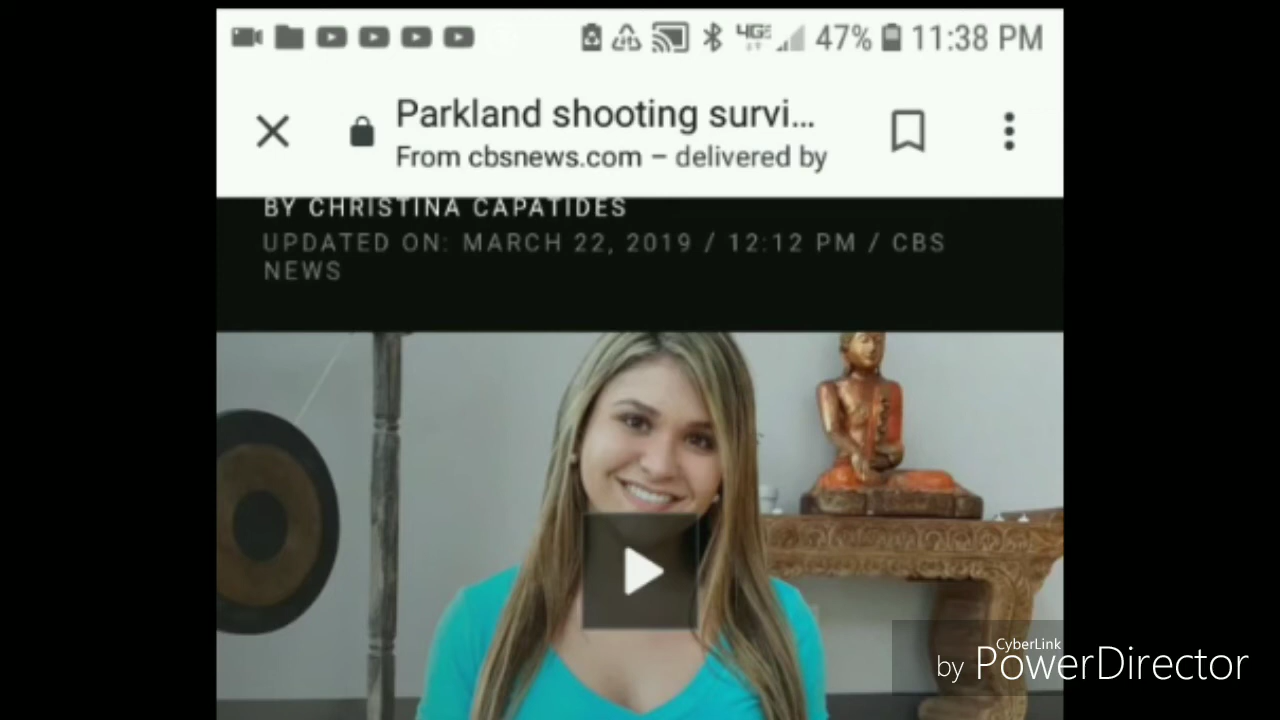 4GE 47% 11:38 PM
Parkland shooting survi...
From cbsnews.com – delivered by
BY CHRISTINA CAPATIDES
UPDATED ON: MARCH 22, 2019 / 12:12 PM / CBS
NEWS
CyberLink
by PowerDirector